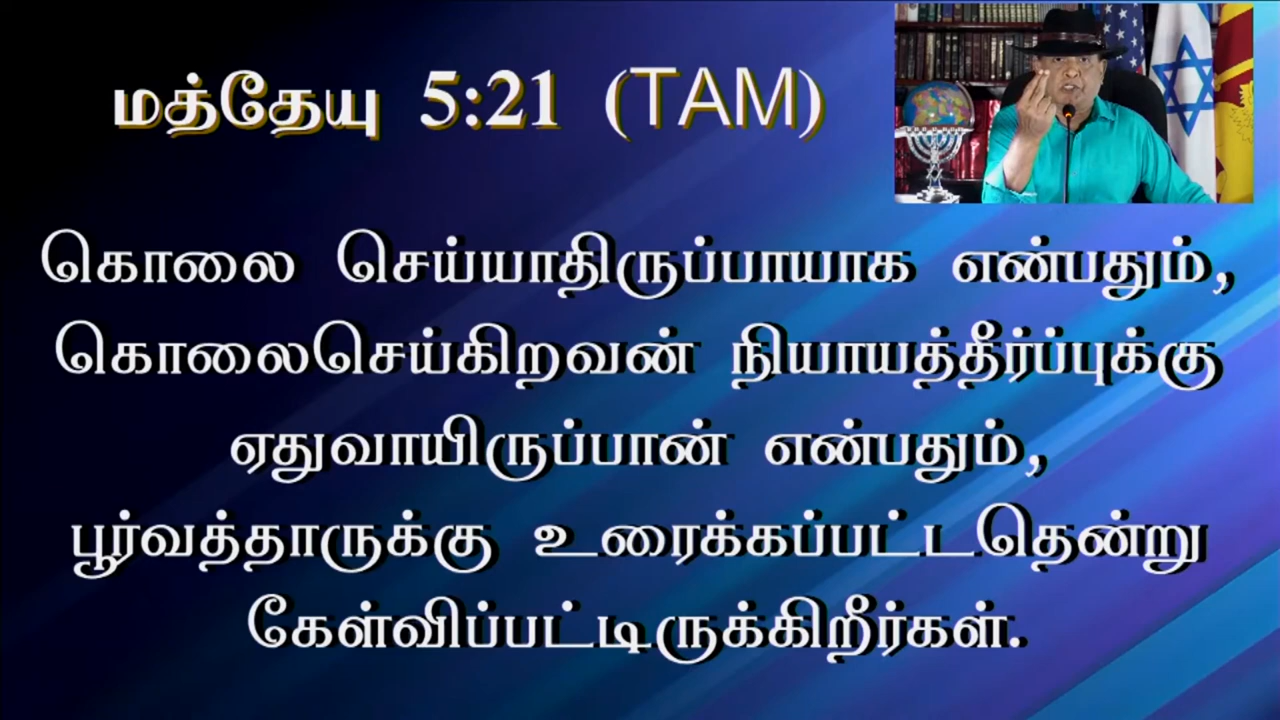 மத்தேயு 5:21 (TAM)
கொலை செய்யாதிருப்பாயாக என்பதும்,
கொலைசெய்கிறவன் நியாயத்தீர்ப்புக்கு
ஏதுவாயிருப்பான் என்பதும்,
பூர்வத்தாருக்கு உரைக்கப்பட்டதென்று
கேள்விப்பட்டிருக்கிறீர்கள்.